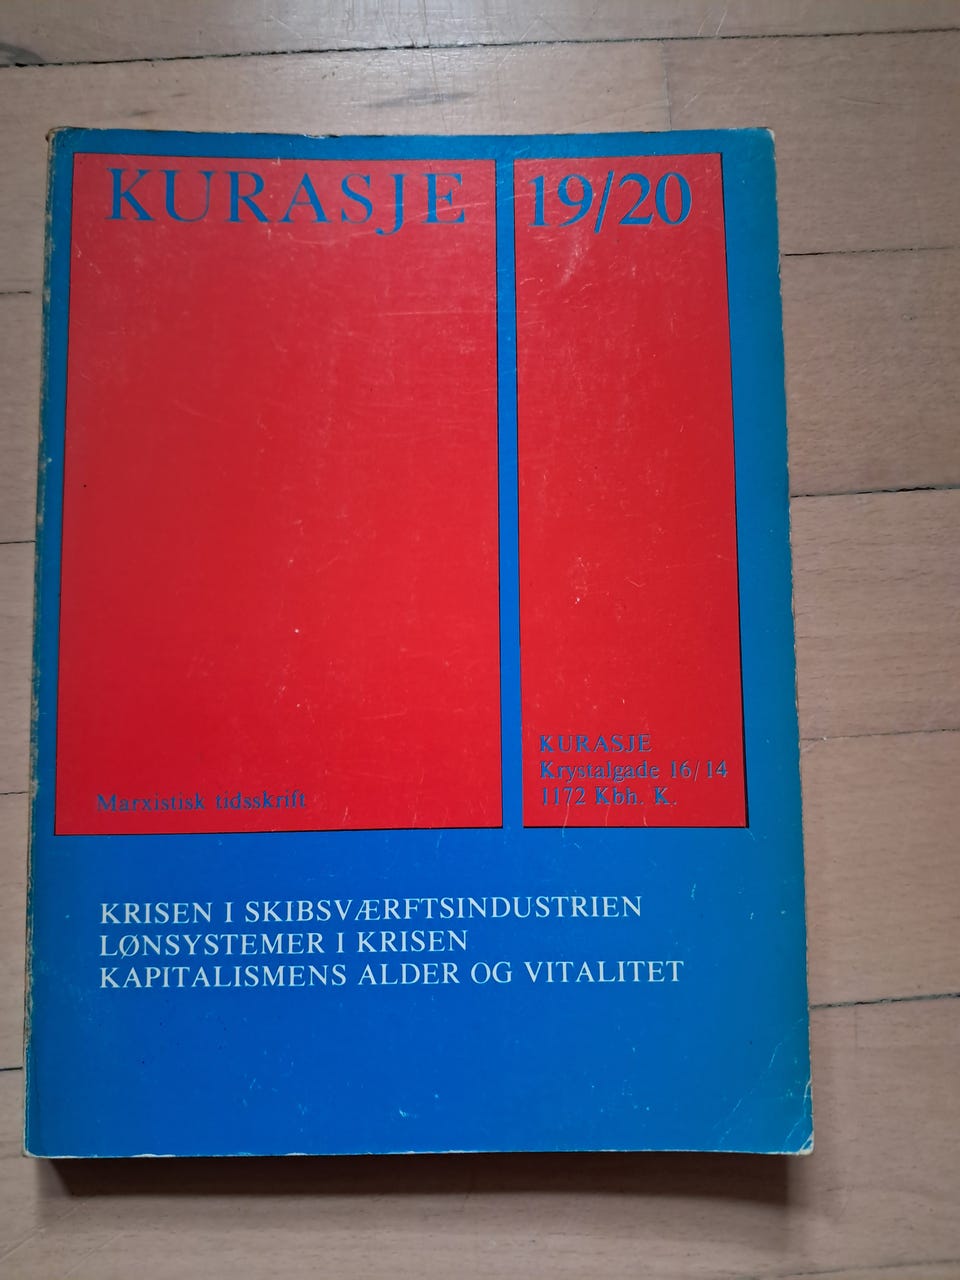 KURASJE
19/20
Marxistisk tidsskrift
KURASJE
Krystalgade 16/14
1172 Kbh. K.
KRISEN I SKIBSVÆRFTSINDUSTRIEN
LØNSYSTEMER I KRISEN
KAPITALISMENS ALDER OG VITALITET